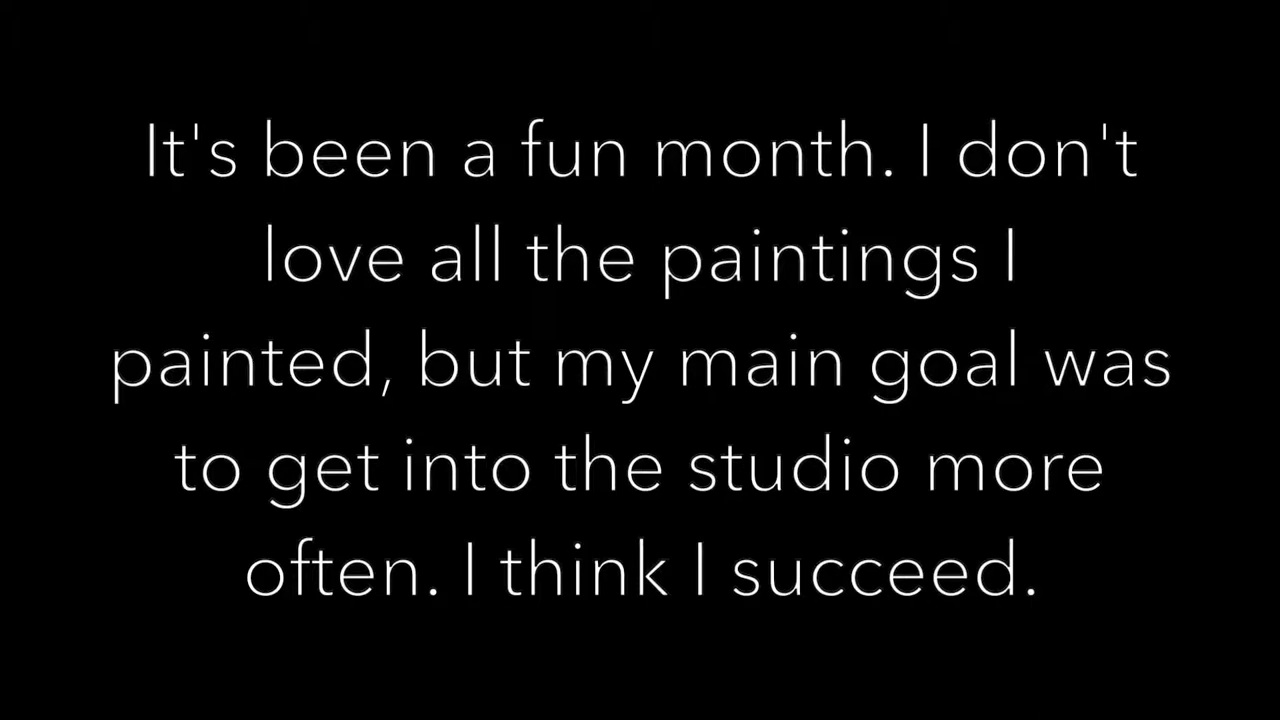 It's been a fun month. I don't
love all the paintings I
painted, but my main goal was
to get into the studio more
often. I think I succeed.